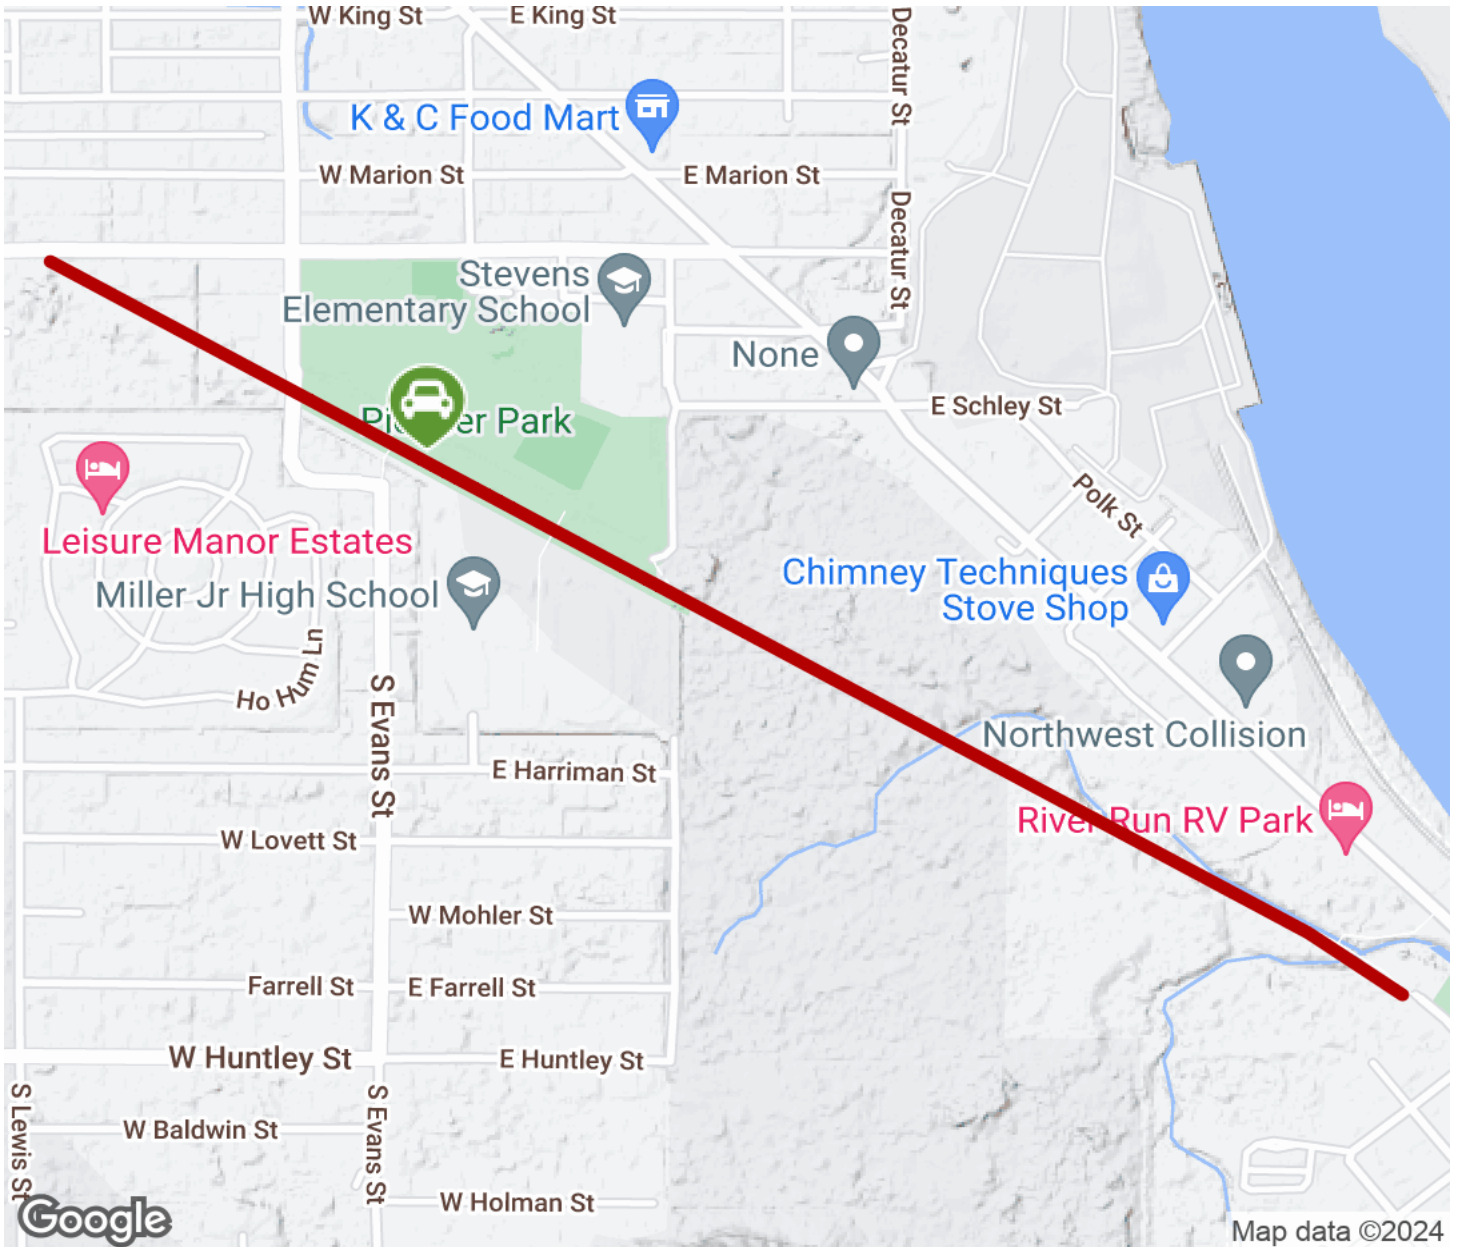 W King St
E King St
Decatur St
K & C Food Mart
W Marion St
E Marion St
Decatur St
Stevens
Elementary School
None
Park
E Schley St
Polk St
Leisure Manor Estates
Miller Jr High School
Chimney Techniques
Stove Shop
Ho Hum Ln
S Evans St
Northwest Collision
E Harriman St
River Run RV Park
W Lovett St
W Mohler St
Farrell St
E Farrell St
W Huntley St
E Huntley St
S Lewis St
S Evans St
W Baldwin St
W Holman St
Google
Map data ©2024